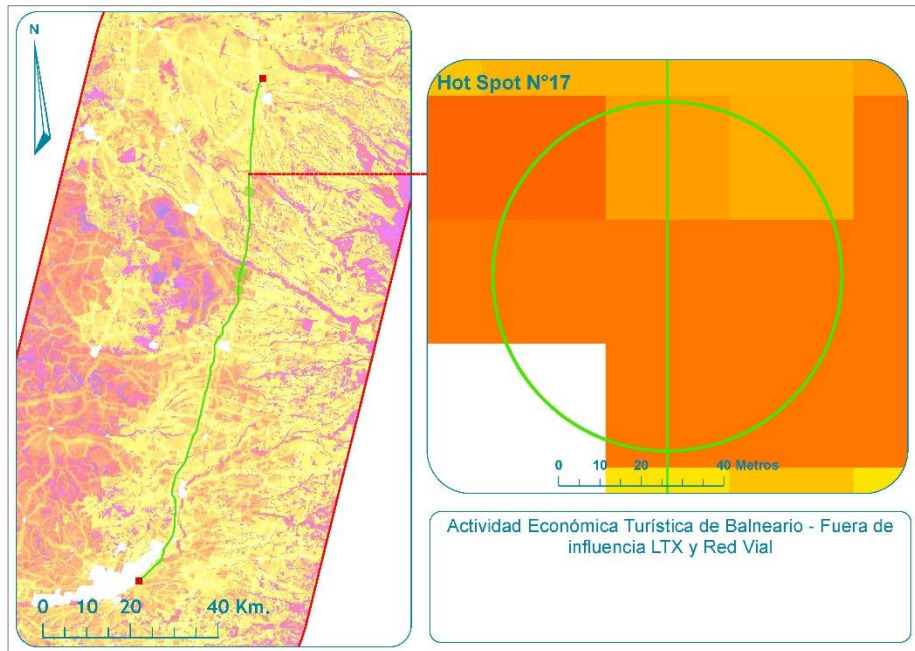 N
Hot Spot N°17
0 10 20 40 Metros
Actividad Económica Turística de Balneario - Fuera de
influencia LTX y Red Vial
0 10 20 40 Km.